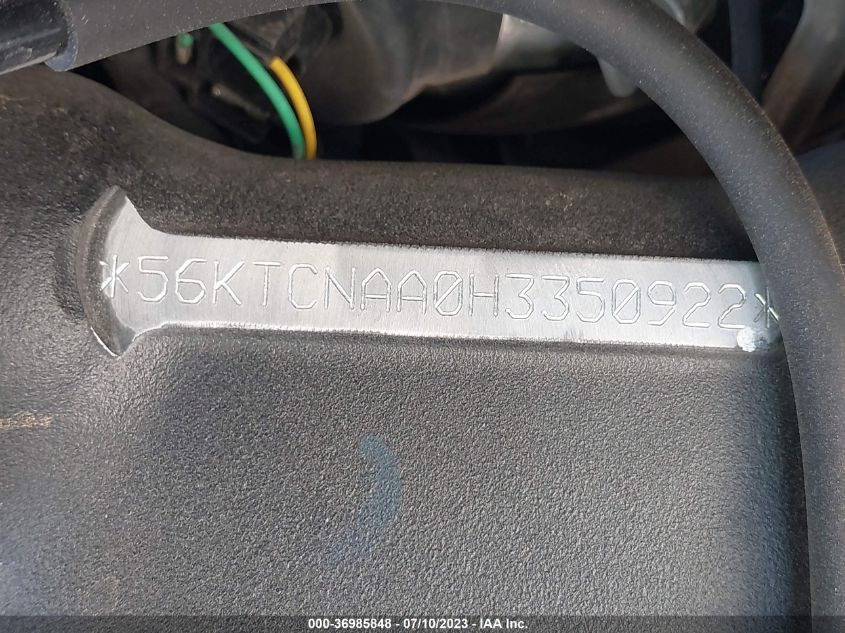 *56KTCNAA0H3350922*
000-36985848 - 07/10/2023 - IAA Inc.